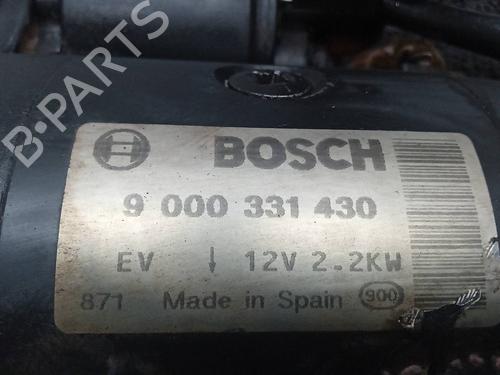 B-PARTS
BOSCH
9 000 331 430
EV ↓ 12V 2.2KW
871 Made in Spain 900